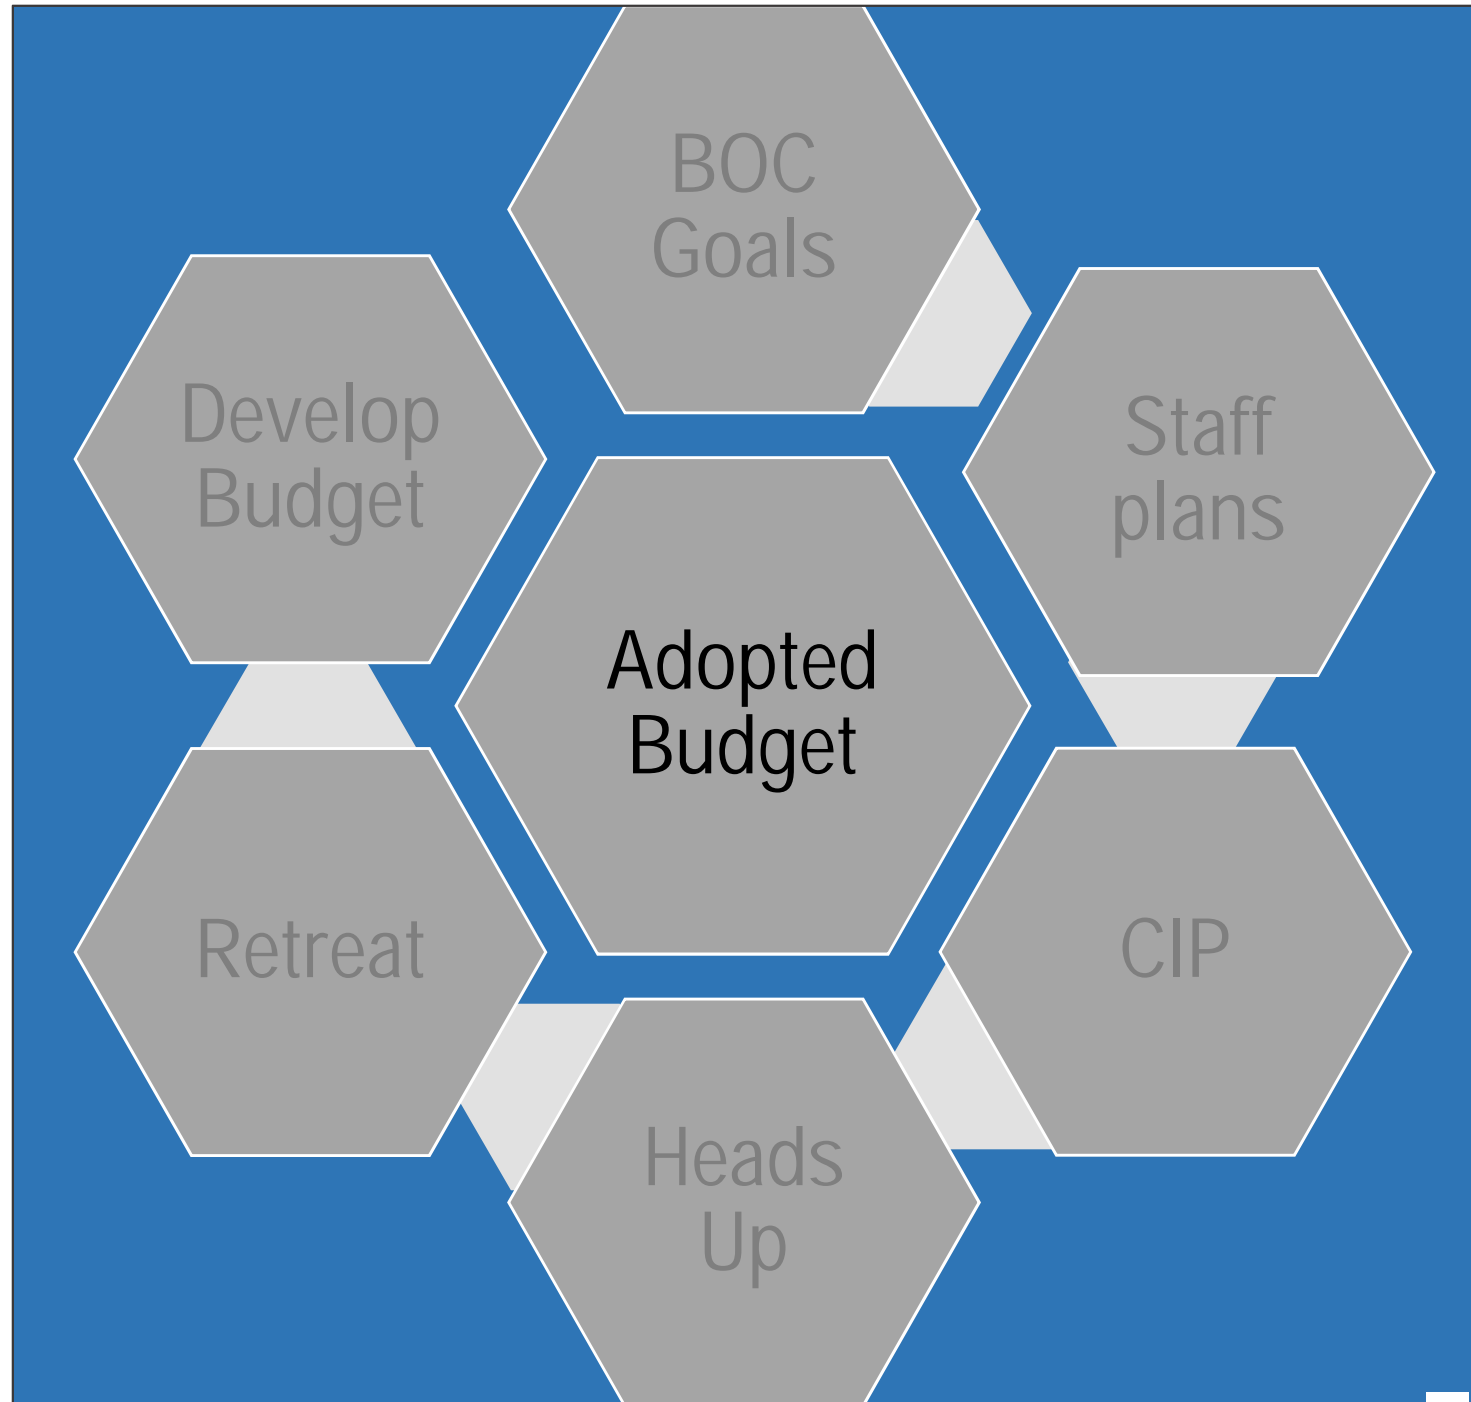 BOC
Goals
Staff
plans
CIP
Heads
Up
Retreat
Develop
Budget
Adopted
Budget